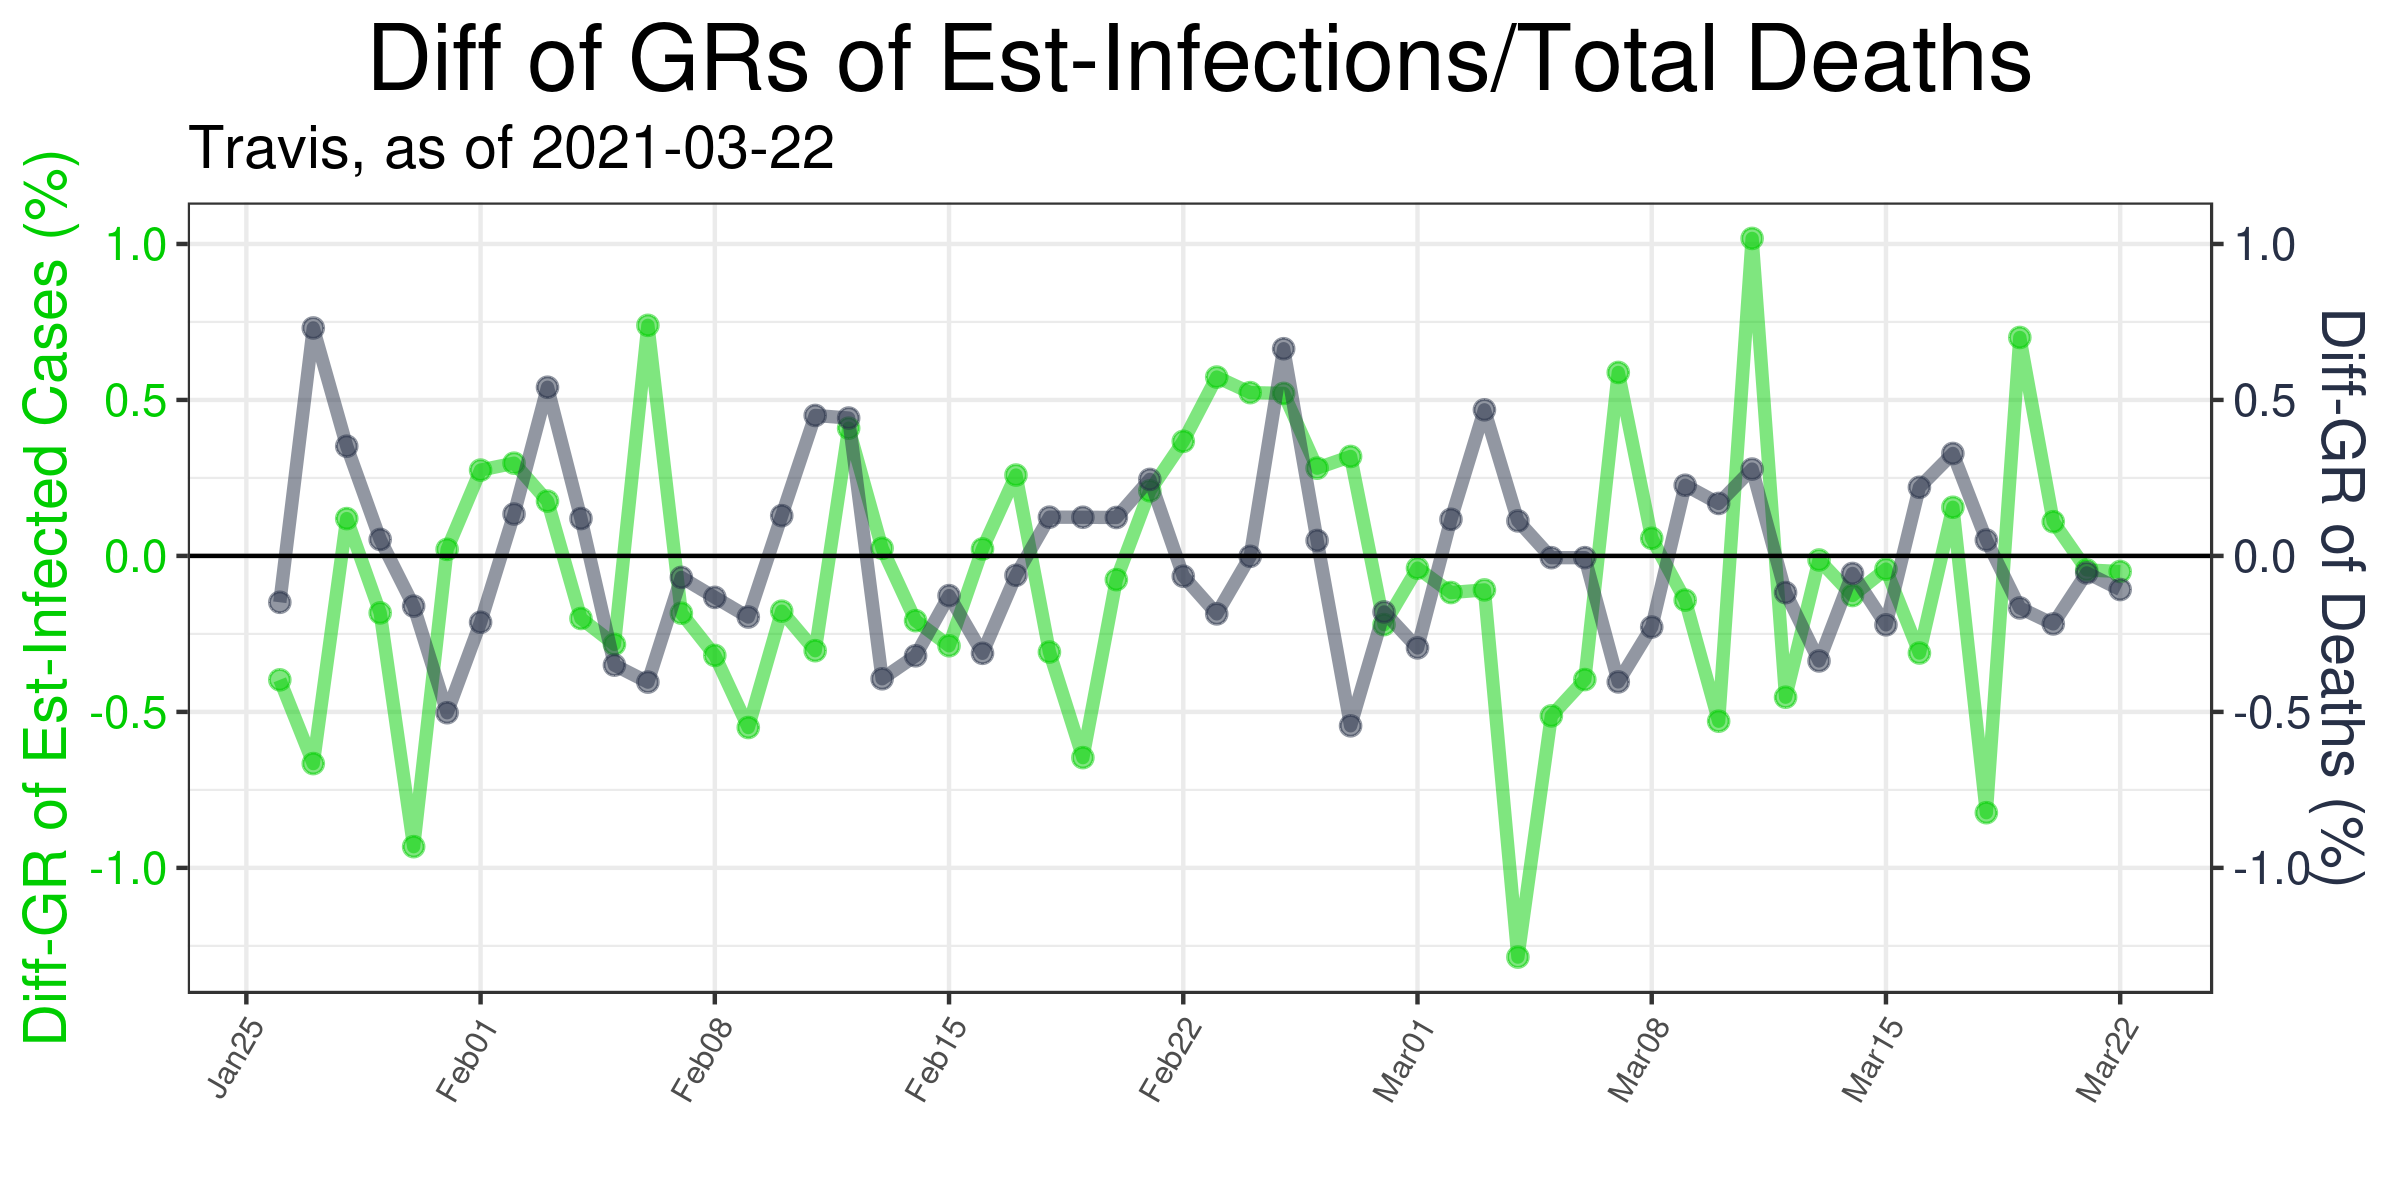 Diff of GRs of Est-Infections/Total Deaths
Travis, as of 2021-03-22
Diff-GR of Est-Infected Cases (%)
1.0
0.5
0.0
-0.5
-1.0
1.0
0.5
0.0
-0.5
-1.0
Diff-GR of Deaths (%)
Jan25 Feb01 Feb08 Feb15 Feb22 Mar01 Mar08 Mar15 Mar22